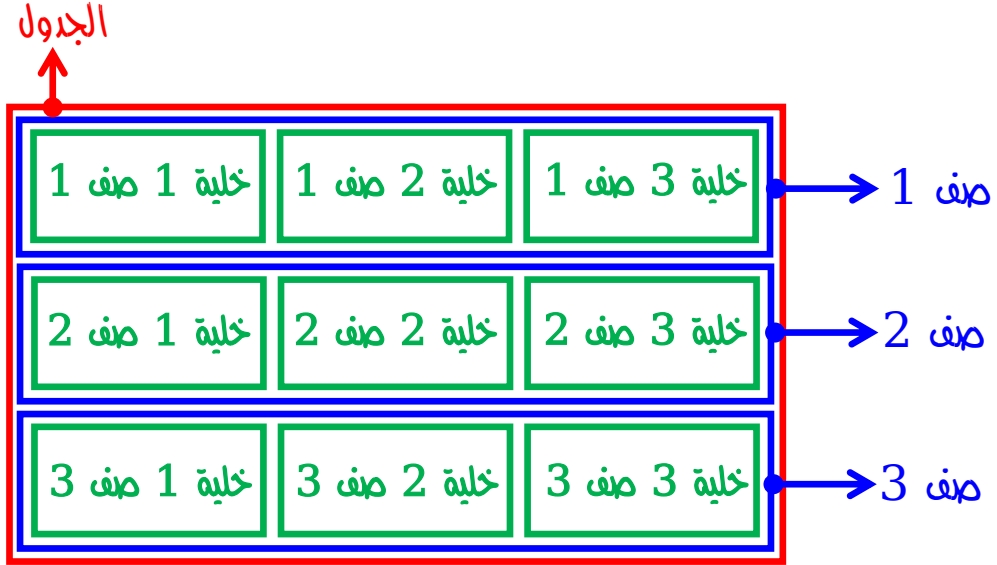 الجدول
خلية 1 صف 1
خلية 2 صف 1
خلية 3 صف 1
صف 1
خلية 1 صف 2
خلية 2 صف 2
خلية 3 صف 2
صف 2
خلية 1 صف 3
خلية 2 صف 3
خلية 3 صف 3
صف 3